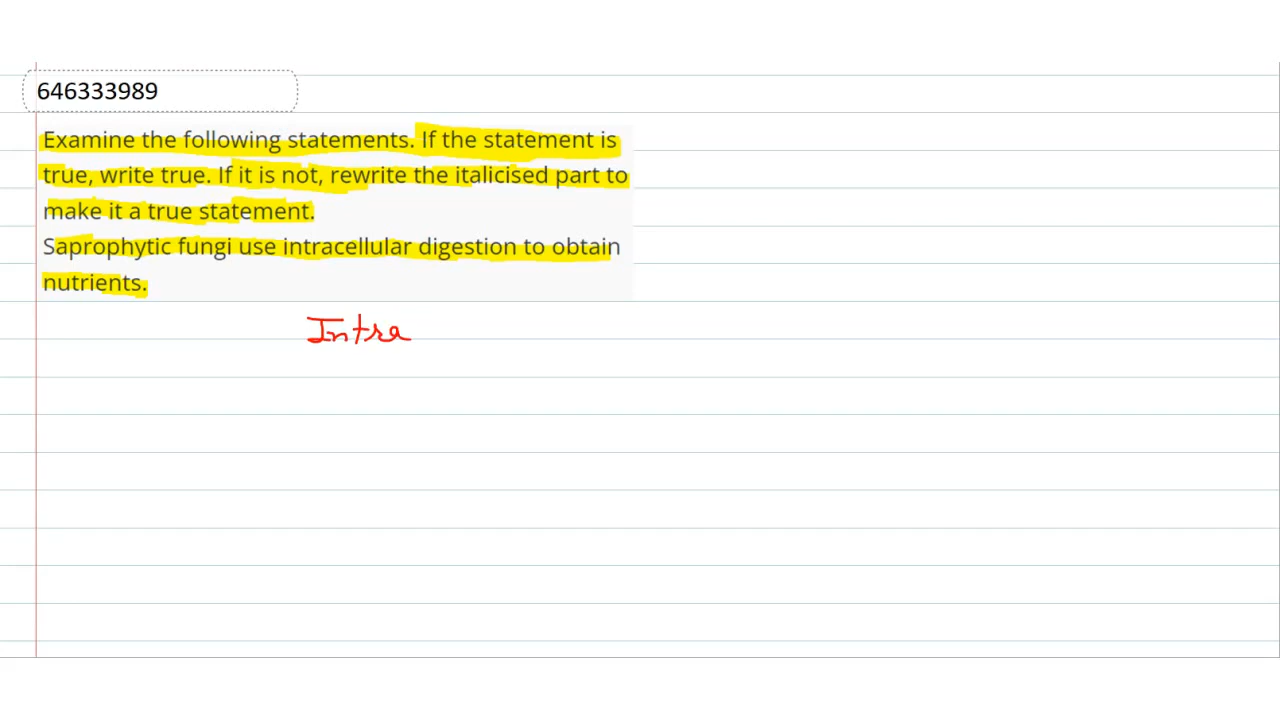 646333989
Examine the following statements. If the statement is
true, write true. If it is not, rewrite the italicised part to
make it a true statement.
Saprophytic fungi use intracellular digestion to obtain
nutrients.
Intra